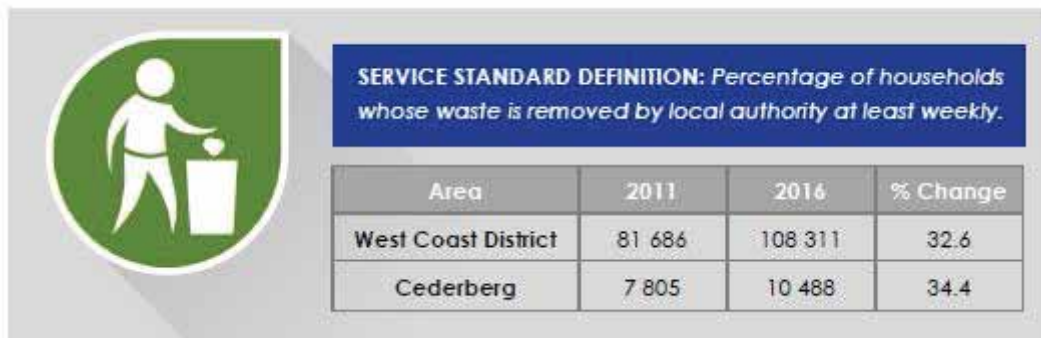 SERVICE STANDARD DEFINITION: Percentage of households
whose waste is removed by local authority at least weekly.
Area 2011 2016 % Change
West Coast District 81 686 108 311 32.6
Cederberg 7 805 10 488 34.4